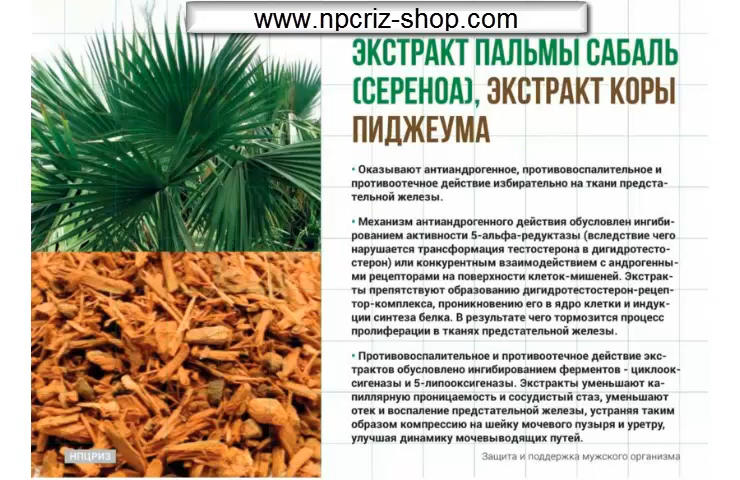 www.npcriz-shop.com
ЭКСТРАКТ ПАЛЬМЫ САБАЛЬ
(СЕРЕНОА), ЭКСТРАКТ КОРЫ
ПИДЖЕУМА
• Оказывают антиандрогенное, противовоспалительное и
противоотечное действие избирательно на ткани предста-
тельной железы.
• Механизм антиандрогенного действия обусловлен ингиби-
рованием активности 5-альфа-редуктазы (вследствие чего
нарушается трансформация тестостерона в дигидротесто-
стерон) или конкурентным взаимодействием с андрогенны-
ми рецепторами на поверхности клеток-мишеней. Экстрак-
ты препятствуют образованию дигидротестостерон-рецеп-
тор-комплекса, проникновению его в ядро клетки и индук-
ции синтеза белка. В результате чего тормозится процесс
пролиферации в тканях предстательной железы.
• Противовоспалительное и противоотечное действие экс-
трактов обусловлено ингибированием ферментов - циклоок-
сигеназы и 5-липооксигеназы. Экстракты уменьшают ка-
пиллярную проницаемость и сосудистый стаз, уменьшают
отек и воспаление предстательной железы, устраняя таким
образом компрессию на шейку мочевого пузыря и уретру,
улучшая динамику мочевыводящих путей.
НПЦРИЗ
Защита и поддержка мужского организма